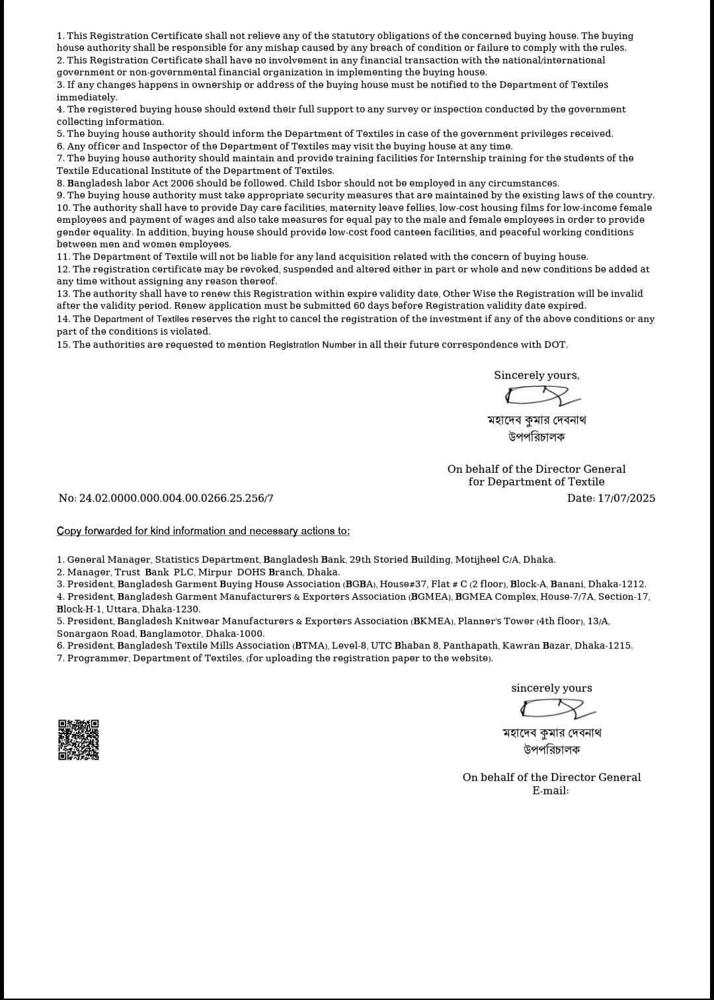 1. This Registration Certificate shall not relieve any of the statutory obligations of the concerned buying house. The buying
house authority shall be responsible for any mishap caused by any breach of condition or failure to comply with the rules.
2. This Registration Certificate shall have no involvement in any financial transaction with the national/international
government or non-governmental financial organization in implementing the buying house.
3. If any changes happens in ownership or address of the buying house must be notified to the Department of Textiles
immediately.
4. The registered buying house should extend their full support to any survey or inspection conducted by the government
collecting information.
5. The buying house authority should inform the Department of Textiles in case of the government privileges received.
6. Any officer and Inspector of the Department of Textiles may visit the buying house at any time.
7. The buying house authority should maintain and provide training facilities for Internship training for the students of the
Textile Educational Institute of the Department of Textiles.
8. Bangladesh labor Act 2006 should be followed. Child Isbor should not be employed in any circumstances.
9. The buying house authority must take appropriate security measures that are maintained by the existing laws of the country.
10. The authority shall have to provide Day care facilities, maternity leave fellies, low-cost housing films for low-income female
employees and payment of wages and also take measures for equal pay to the male and female employees in order to provide
gender equality. In addition, buying house should provide low-cost food canteen facilities, and peaceful working conditions
between men and women employees.
11. The Department of Textile will not be liable for any land acquisition related with the concern of buying house.
12. The registration certificate may be revoked, suspended and altered either in part or whole and new conditions be added at
any time without assigning any reason thereof.
13. The authority shall have to renew this Registration within expire validity date, Other Wise the Registration will be invalid
after the validity period. Renew application must be submitted 60 days before Registration validity date expired.
14. The Department of Textiles reserves the right to cancel the registration of the investment if any of the above conditions or any
part of the conditions is violated.
15. The authorities are requested to mention Registration Number in all their future correspondence with DOT.
Sincerely yours,
মহাদেব কুমার দেবনাথ
উপপরিচালক
On behalf of the Director General
for Department of Textile
No: 24.02.0000.000.004.00.0266.25.256/7 Date: 17/07/2025
Copy forwarded for kind information and necessary actions to:
1. General Manager, Statistics Department, Bangladesh Bank, 29th Storied Building, Motijheel C/A, Dhaka.
2. Manager, Trust Bank PLC, Mirpur DOHS Branch, Dhaka.
3. President, Bangladesh Garment Buying House Association (BGBA), House#37, Flat # C (2 floor), Block-A, Banani, Dhaka-1212.
4. President, Bangladesh Garment Manufacturers & Exporters Association (BGMEA), BGMEA Complex, House-7/7A, Section-17,
Block-H-1, Uttara, Dhaka-1230.
5. President, Bangladesh Knitwear Manufacturers & Exporters Association (BKMEA), Planner's Tower (4th floor), 13/A,
Sonargaon Road, Banglamotor, Dhaka-1000.
6. President, Bangladesh Textile Mills Association (BTMA), Level-8, UTC Bhaban 8, Panthapath, Kawran Bazar, Dhaka-1215.
7. Programmer, Department of Textiles, (for uploading the registration paper to the website).
sincerely yours
মহাদেব কুমার দেবনাথ
উপপরিচালক
On behalf of the Director General
E-mail: